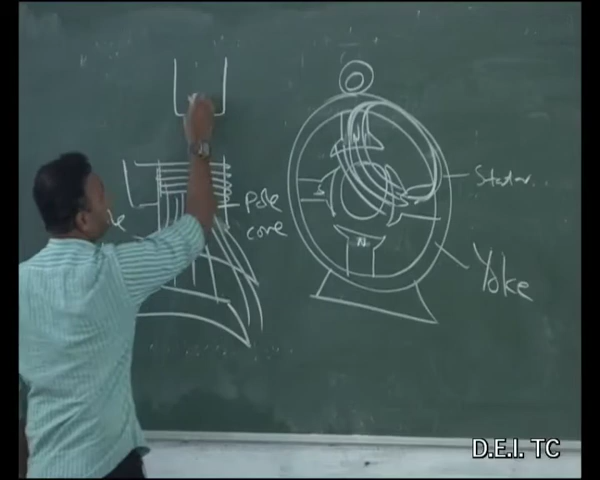 N
Stator.
Pole
core
N
Yoke
D.E.I. TC